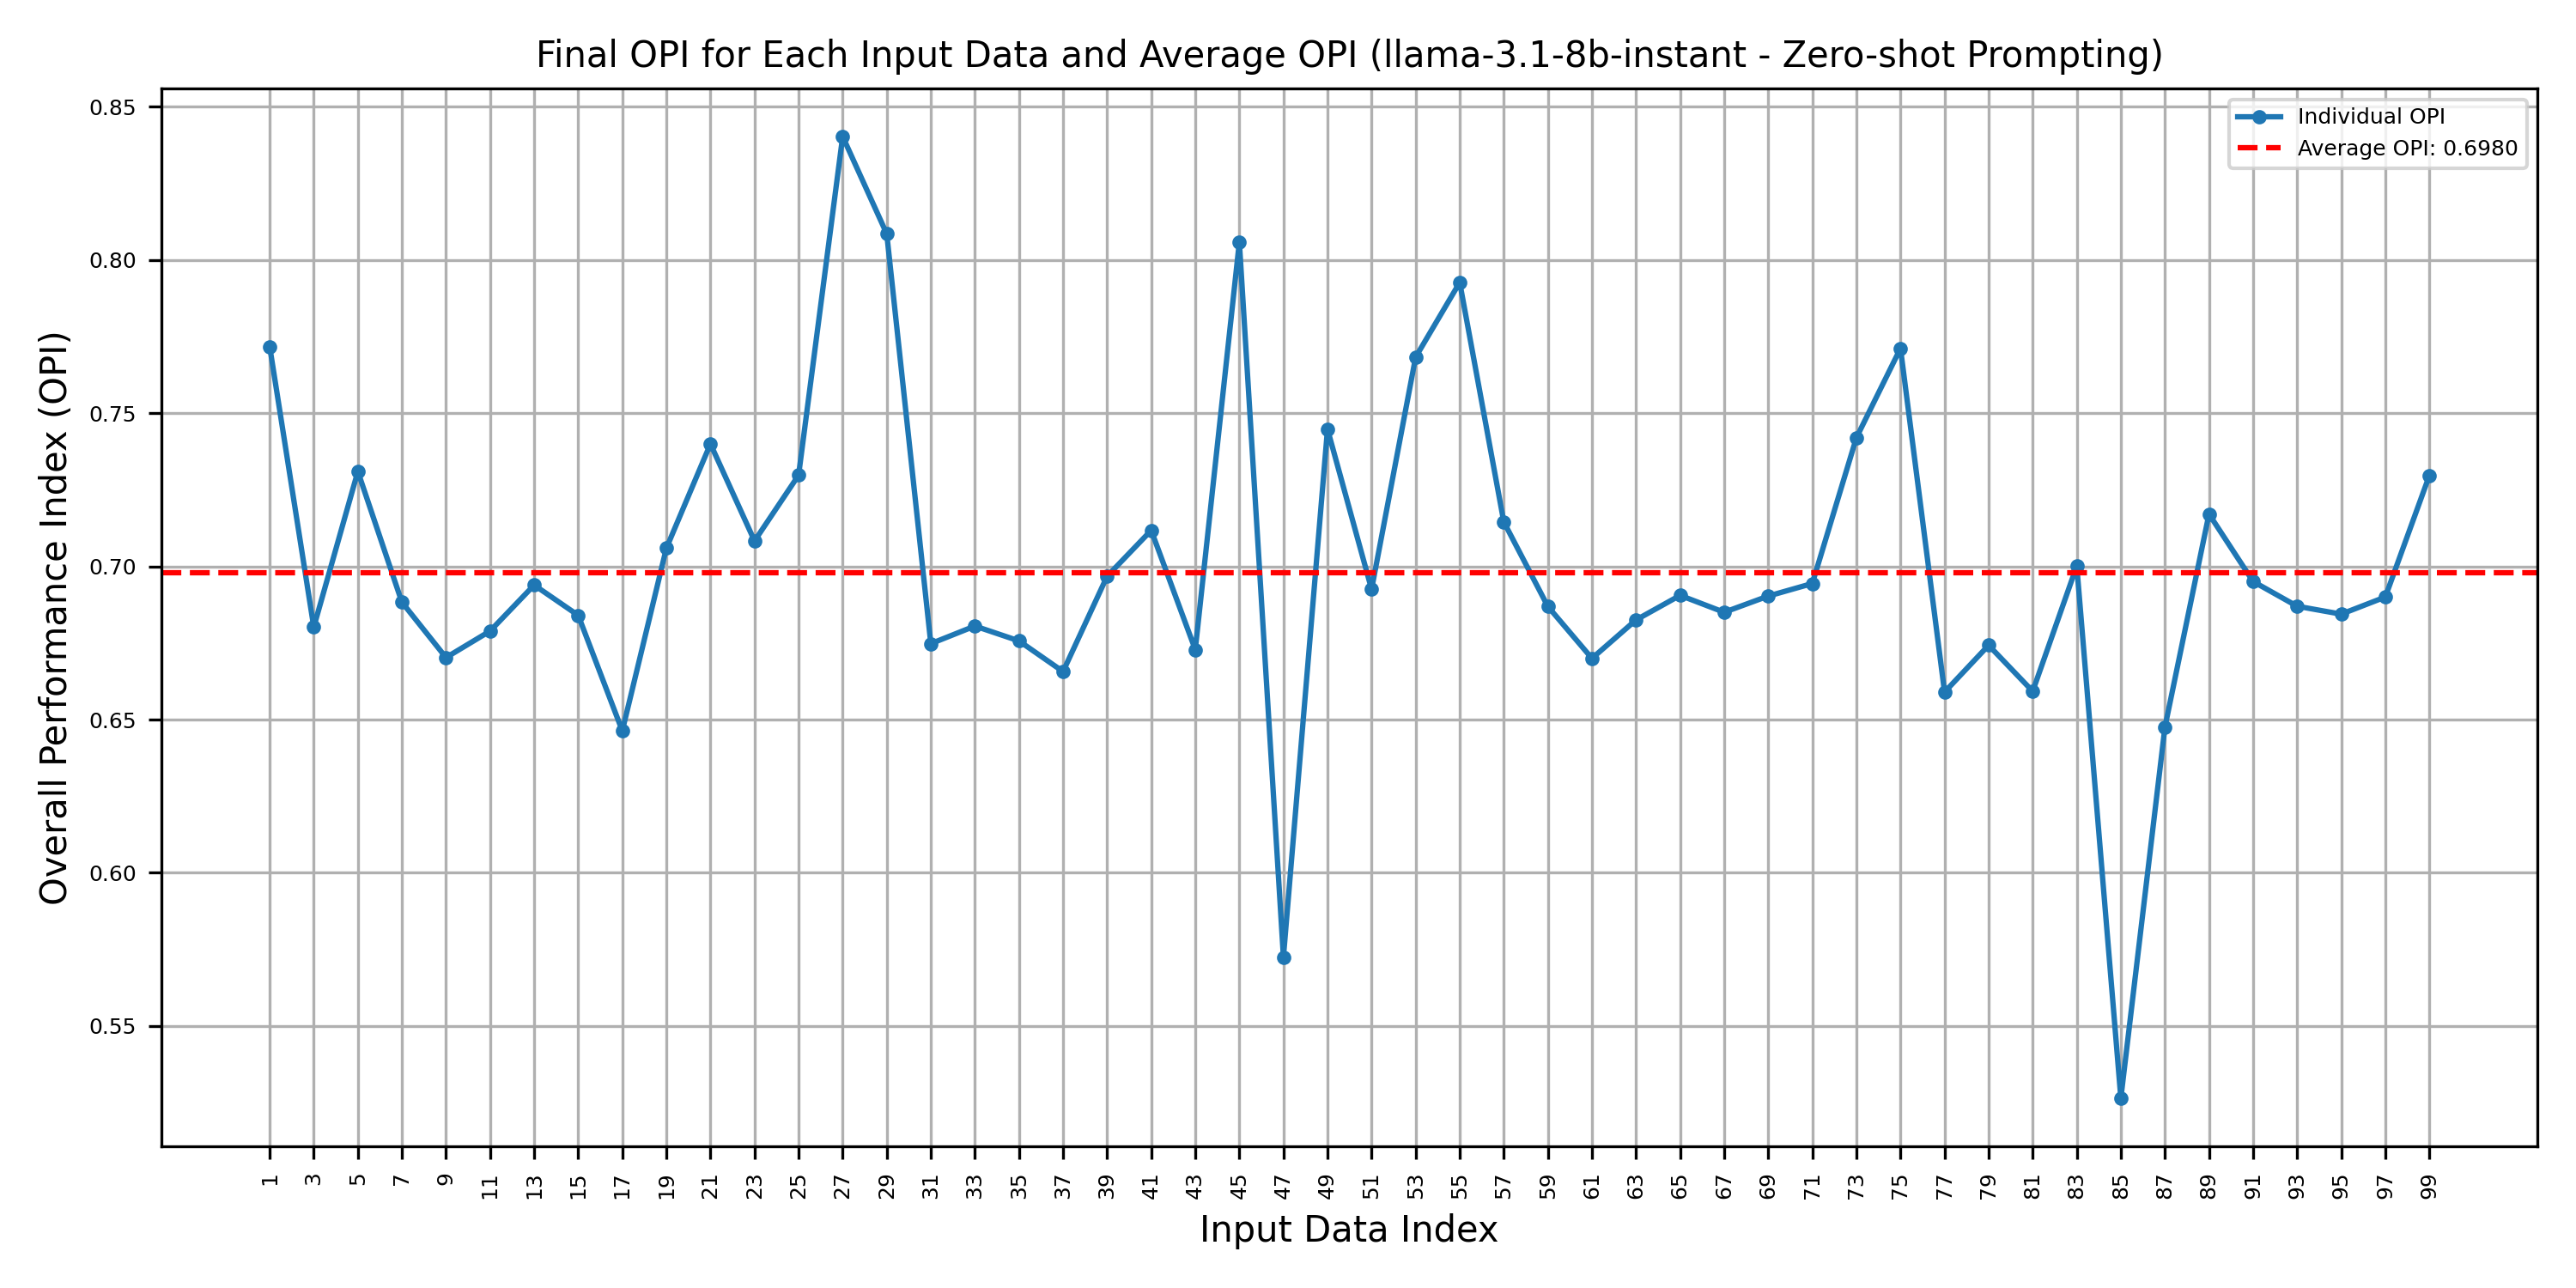 Final OPI for Each Input Data and Average OPI (llama-3.1-8b-instant - Zero-shot Prompting)
Individual OPI
Average OPI: 0.6980
Overall Performance Index (OPI)
0.85
0.80
0.75
0.70
0.65
0.60
0.55
1 3 5 7 9 11 13 15 17 19 21 23 25 27 29 31 33 35 37 39 41 43 45 47 49 51 53 55 57 59 61 63 65 67 69 71 73 75 77 79 81 83 85 87 89 91 93 95 97 99
Input Data Index